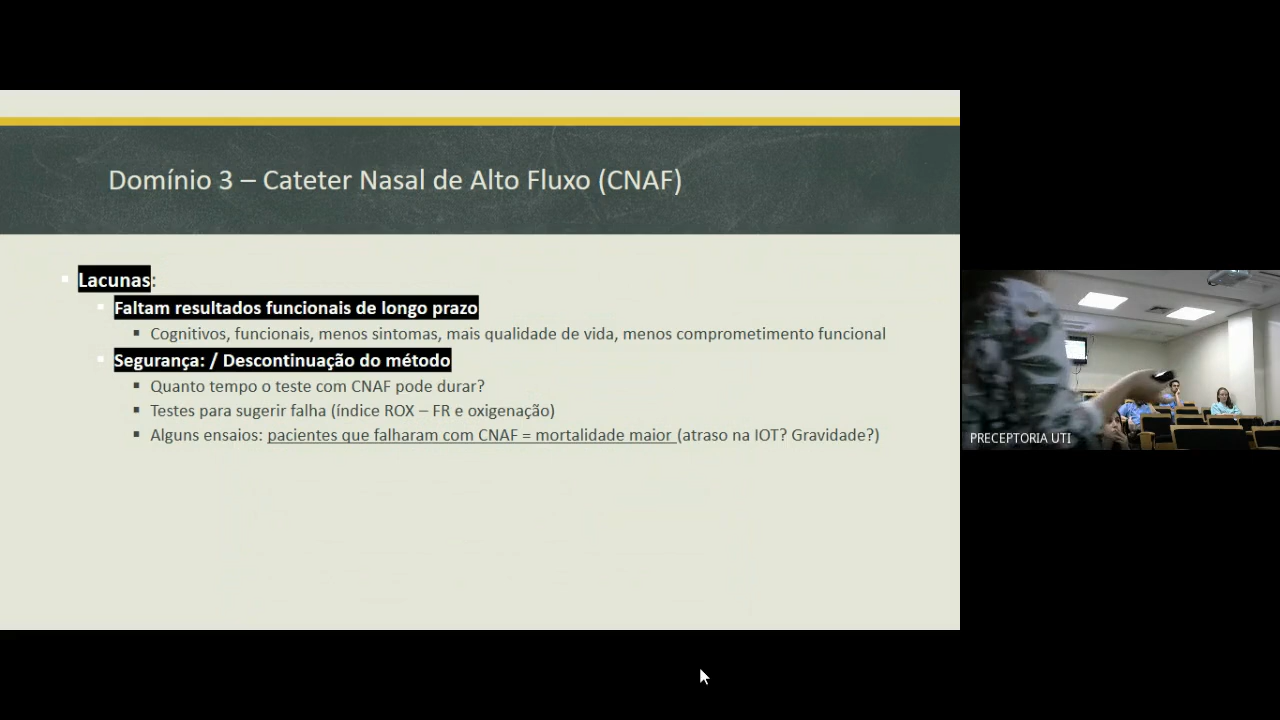 Domínio 3 – Cateter Nasal de Alto Fluxo (CNAF)
Lacunas:
Faltam resultados funcionais de longo prazo
Cognitivos, funcionais, menos sintomas, mais qualidade de vida, menos comprometimento funcional
Segurança: / Descontinuação do método
Quanto tempo o teste com CNAF pode durar?
Testes para sugerir falha (índice ROX – FR e oxigenação)
Alguns ensaios: pacientes que falharam com CNAF = mortalidade maior (atraso na IOT? Gravidade?)
PRECEPTORIA UTI